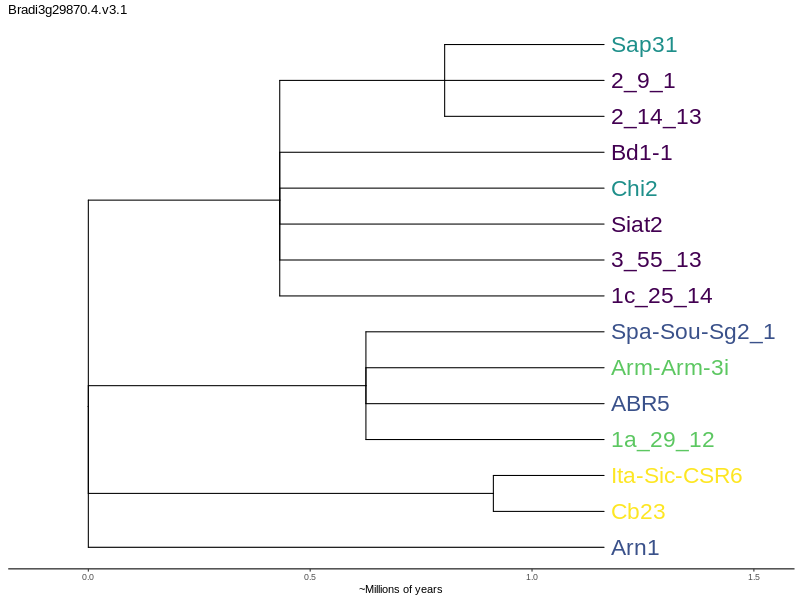 Bradi3g29870.4.v3.1
Sap31
2_9_1
2_14_13
Bd1-1
Chi2
Siat2
3_55_13
1c_25_14
Spa-Sou-Sg2_1
Arm-Arm-3i
ABR5
1a_29_12
Ita-Sic-CSR6
Cb23
Arn1
0.0 0.5 1.0 1.5
~Millions of years